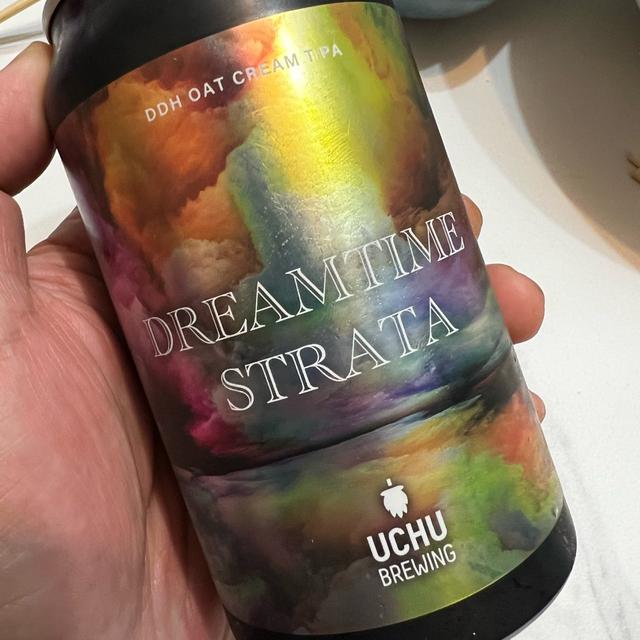 DDH OAT CREAM TIPA
DREAMTIME
STRATA
UCHU
BREWING